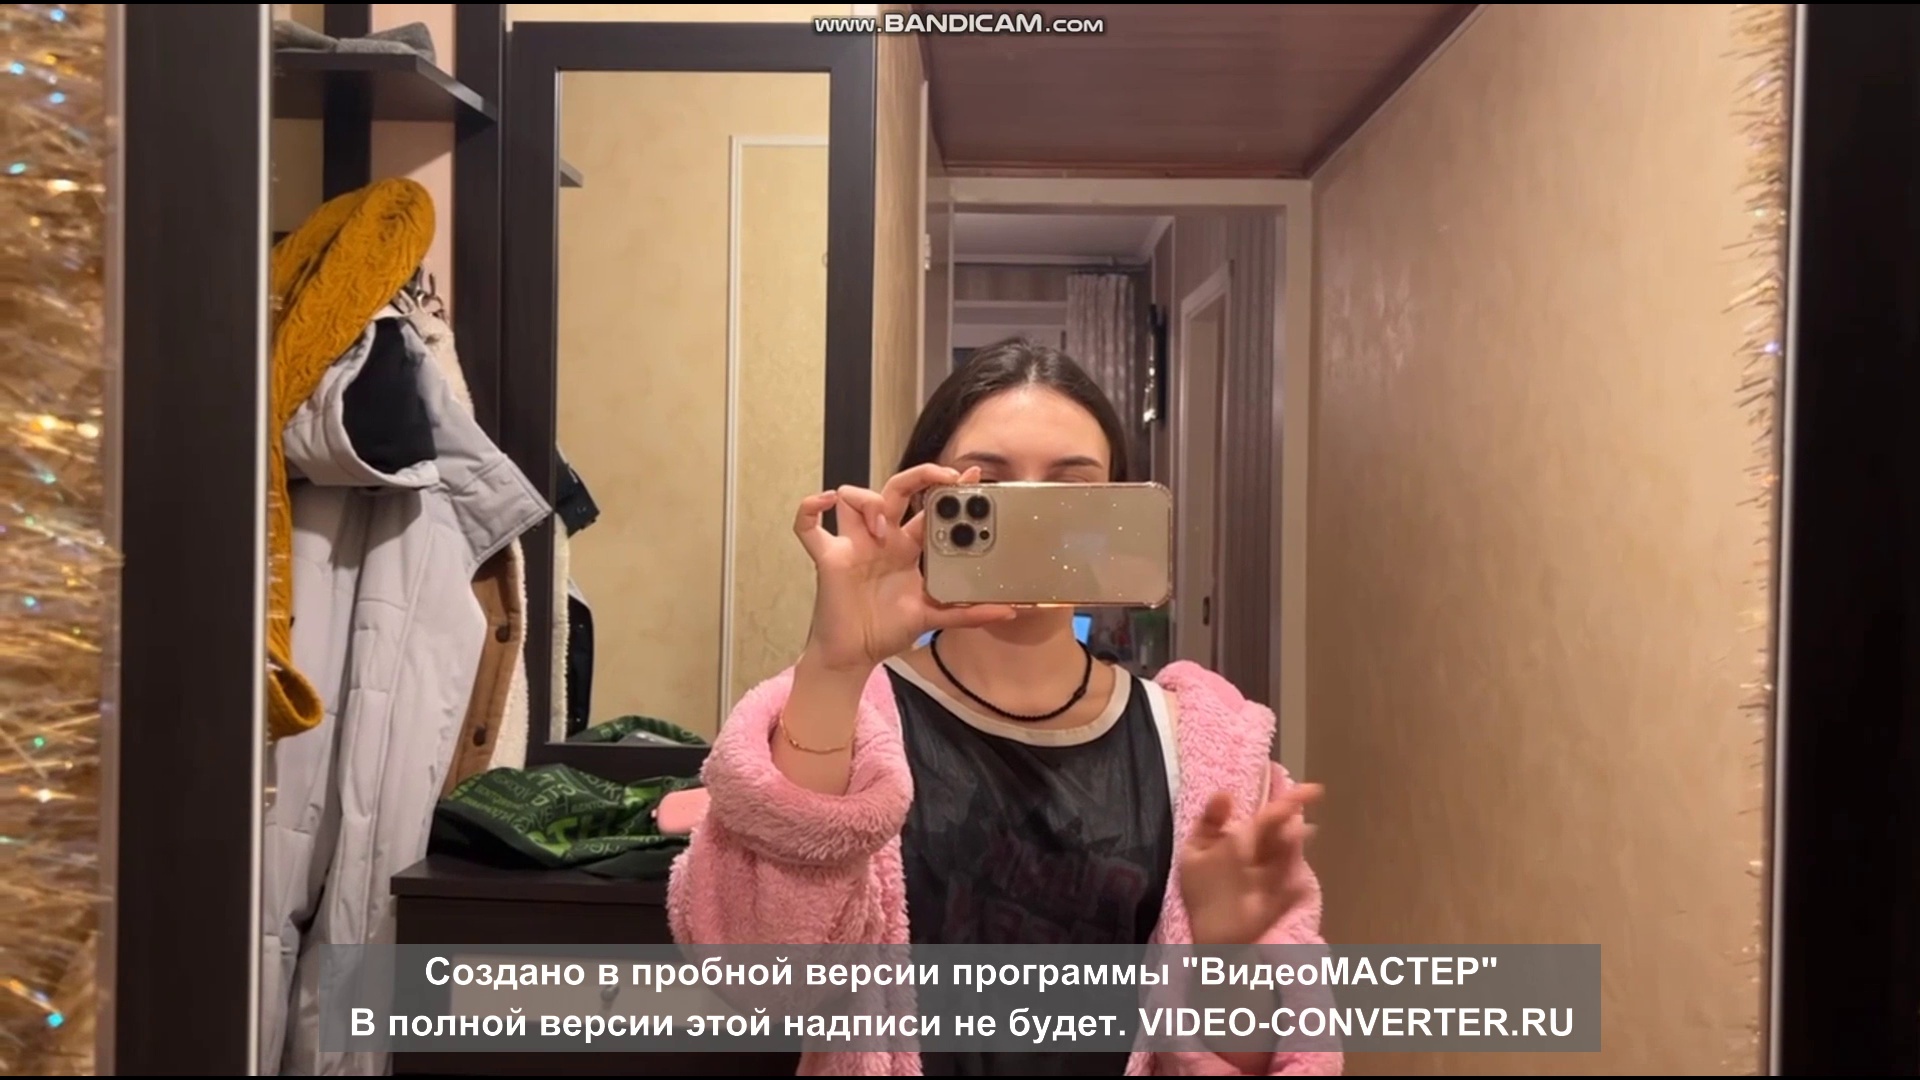 www.BANDICAM.com
Создано в пробной версии программы "ВидеоМАСТЕР"
В полной версии этой надписи не будет. VIDEO-CONVERTER.RU